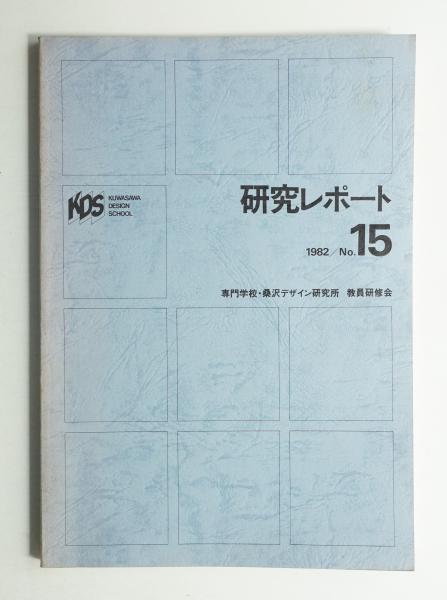 KDS
KUWASAWA
DESIGN
SCHOOL
研究レポート
1982/No.15
専門学校・桑沢デザイン研究所 教員研修会